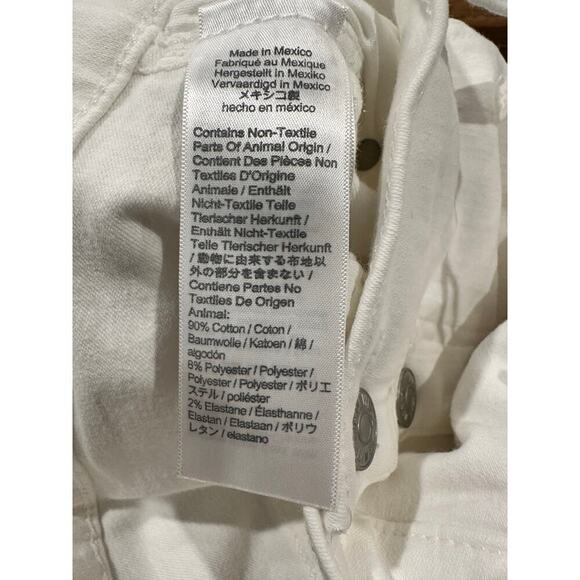 Made in Mexico
Fabriqué au Mexique
Hergestellt in Mexiko
Vervaardigd in Mexico
メキシコ製
hecho en méxico
Contains Non-Textile
Parts Of Animal Origin /
Contient Des Pièces Non
Textiles D'Origine
Animale / Enthält
Nicht-Textile Teile
Tierischer Herkunft /
Enthält Nicht-Textile
Teile Tierischer Herkunft
/ 動物に由来する布地以
外の部分を含まない /
Contiene Partes No
Textiles De Origen
Animal:
90% Cotton / Coton /
Baumwolle / Katoen / 綿 /
algodón
8% Polyester / Polyester /
Polyester / Polyester / ポリエ
ステル / poliéster
2% Elastane / Élasthanne /
Elastan / Elastaan / ポリウ
レタン / elastano